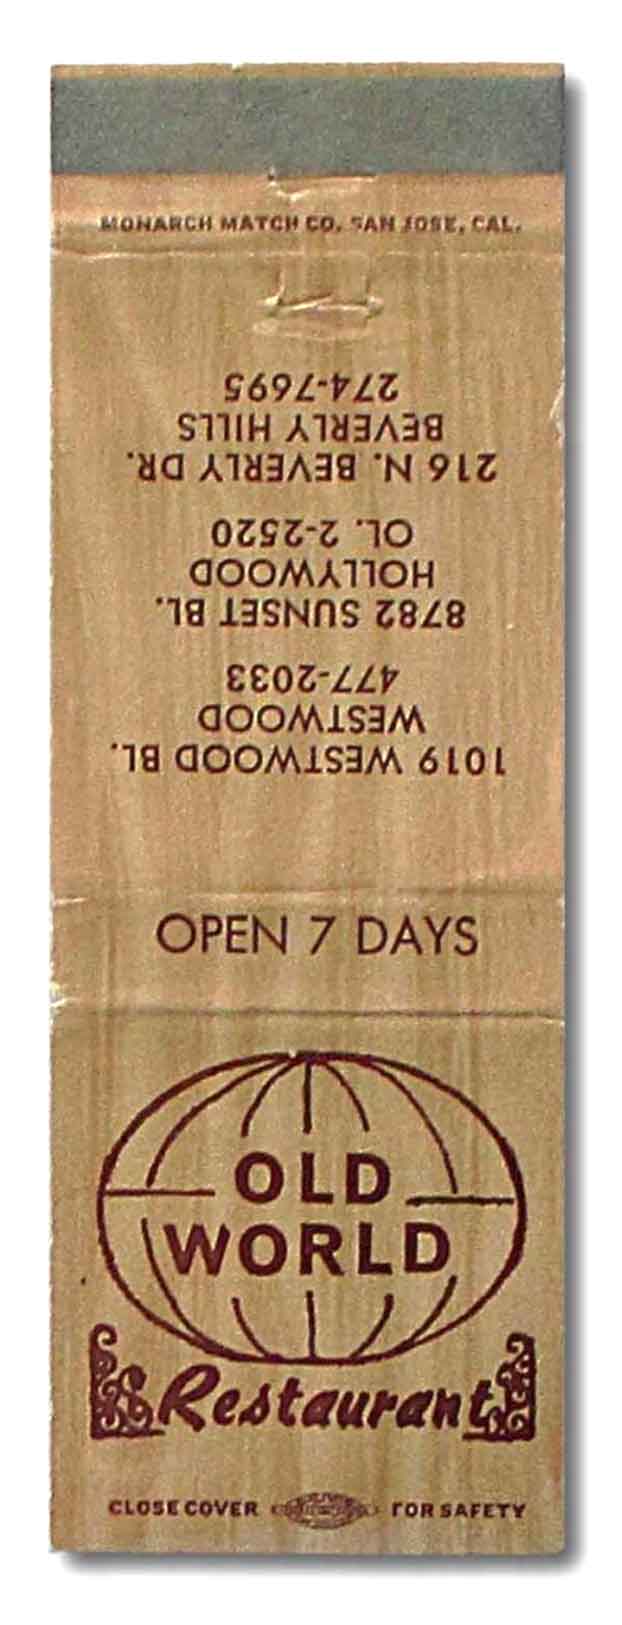 MONARCH MATCH CO. SAN JOSE, CAL.
1019 WESTWOOD BL.
WESTWOOD
477-2033
8782 SUNSET BL.
HOLLYWOOD
OL. 2-2520
216 N. BEVERLY DR.
BEVERLY HILLS
274-7695
OPEN 7 DAYS
OLD
WORLD
Restaurant
CLOSE COVER FOR SAFETY